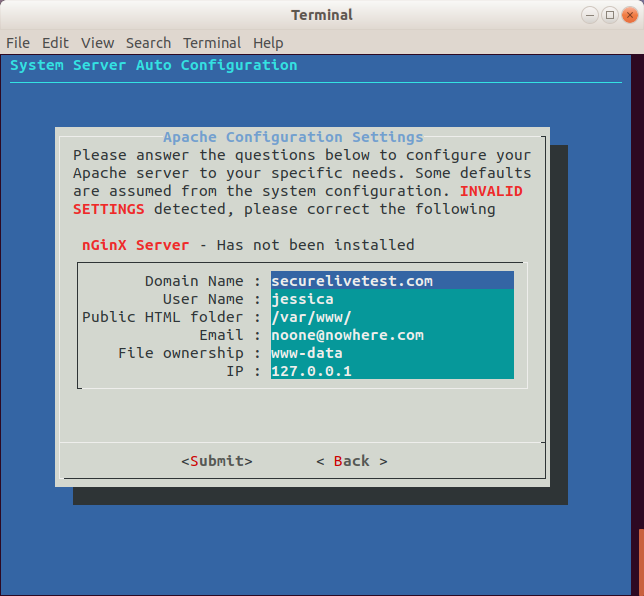 Terminal
File Edit View Search Terminal Help
System Server Auto Configuration
Apache Configuration Settings
Please answer the questions below to configure your
Apache server to your specific needs. Some defaults
are assumed from the system configuration. INVALID
SETTINGS detected, please correct the following
nGinX Server - Has not been installed
Domain Name : securelivetest.com
User Name : jessica
Public HTML folder : /var/www/
Email : noone@nowhere.com
File ownership : www-data
IP : 127.0.0.1
<Submit> < Back >